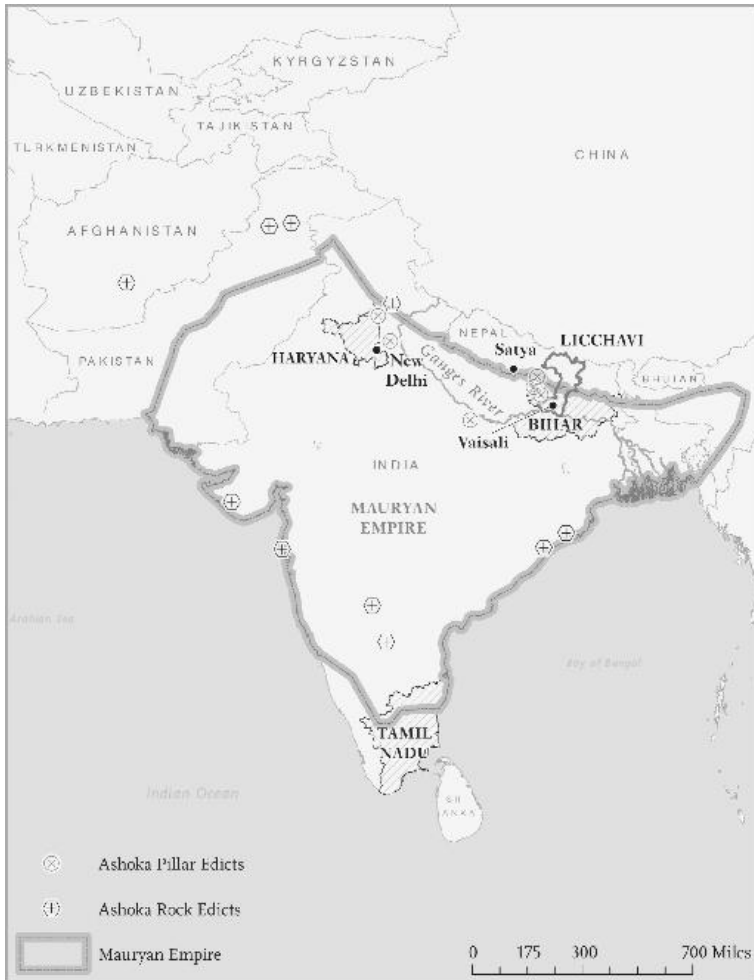 KYRGYZSTAN
UZBEKISTAN
TAJIKISTAN
TURKMENISTAN
CHINA
AFGHANISTAN
PAKISTAN
NEPAL
LICCHAVI
Satya
HARYANA
New
Delhi
Ganges River
BHUTAN
BIHAR
Vaisali
INDIA
MAURYAN
EMPIRE
Arabian Sea
Bay of Bengal
TAMIL
NADU
Indian Ocean
SRI
LANKA
Ashoka Pillar Edicts
Ashoka Rock Edicts
Mauryan Empire
0 175 300 700 Miles